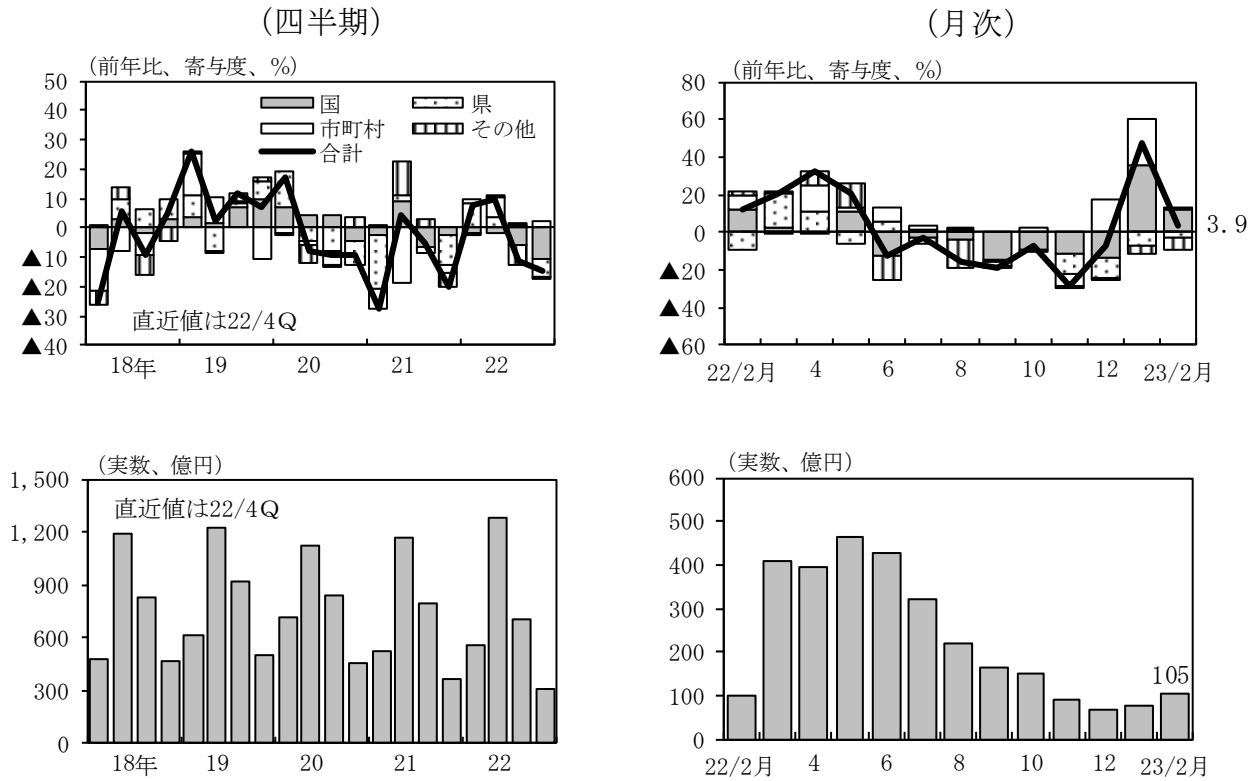 (四半期)
(前年比、寄与度、%)
50
40
30
20
10
0
▲10
▲20
▲30
▲40
国
県
市町村
その他
合計
直近値は22/4Q
18年 19 20 21 22
(月次)
(前年比、寄与度、%)
80
60
40
20
0
▲20
▲40
▲60
3.9
22/2月 4 6 8 10 12 23/2月
(実数、億円)
1,500
1,200
900
600
300
0
直近値は22/4Q
18年 19 20 21 22
(実数、億円)
600
500
400
300
200
100
0
105
22/2月 4 6 8 10 12 23/2月